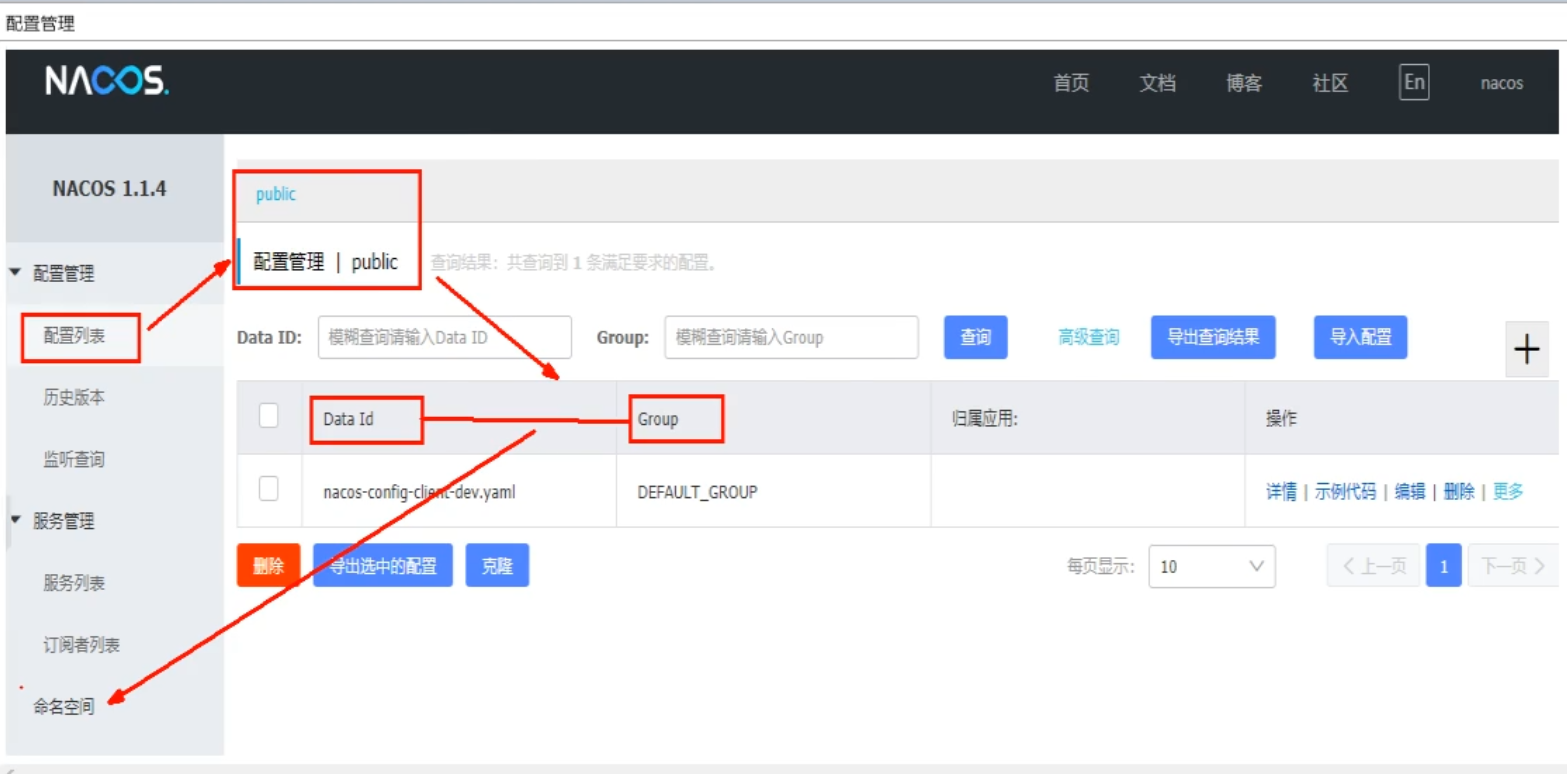 配置管理
NACOS.
首页 文档 博客 社区 En nacos
NACOS 1.1.4
public
配置管理
配置管理 | public 查询结果：共查询到 1 条满足要求的配置。
配置列表
Data ID: 模糊查询请输入Data ID Group: 模糊查询请输入Group 查询 高级查询 导出查询结果 导入配置 +
历史版本
Data Id Group 归属应用: 操作
监听查询
nacos-config-client-dev.yaml DEFAULT_GROUP 详情 | 示例代码 | 编辑 | 删除 | 更多
服务管理
删除 导出选中的配置 克隆 每页显示: 10 上一页 1 下一页
服务列表
订阅者列表
命名空间